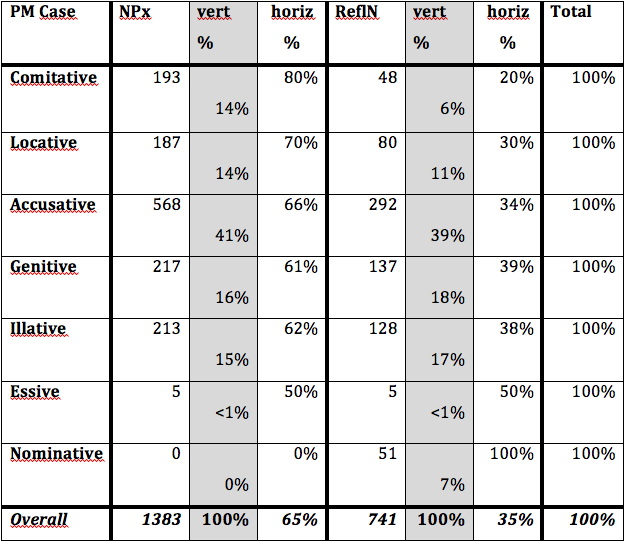 PM Case NPx vert % horiz % ReflN vert % horiz % Total
Comitative 193 14% 80% 48 6% 20% 100%
Locative 187 14% 70% 80 11% 30% 100%
Accusative 568 41% 66% 292 39% 34% 100%
Genitive 217 16% 61% 137 18% 39% 100%
Illative 213 15% 62% 128 17% 38% 100%
Essive 5 <1% 50% 5 <1% 50% 100%
Nominative 0 0% 0% 51 7% 100% 100%
Overall 1383 100% 65% 741 100% 35% 100%